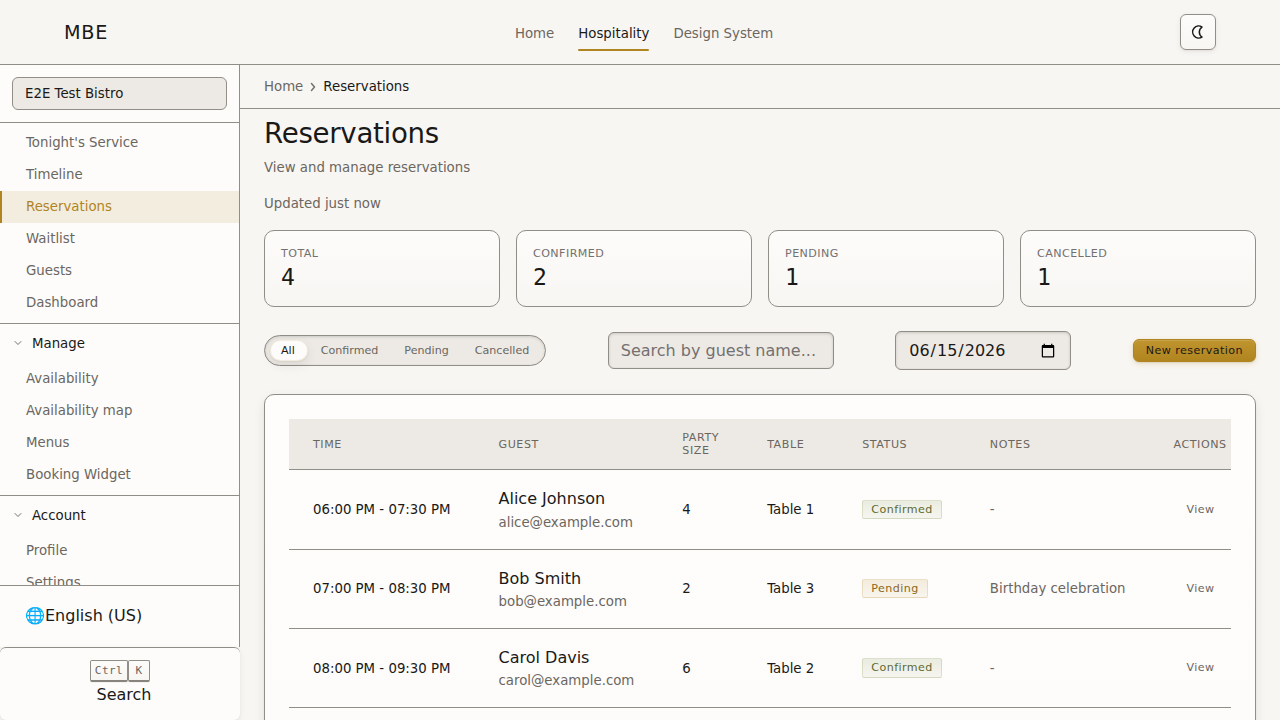 MBE
Home
Hospitality
Design System
E2E Test Bistro
Tonight's Service
Timeline
Reservations
Waitlist
Guests
Dashboard
Manage
Availability
Availability map
Menus
Booking Widget
Account
Profile
Settings
🌐English (US)
Ctrl K
Search
Home > Reservations
Reservations
View and manage reservations
Updated just now
TOTAL
4
CONFIRMED
2
PENDING
1
CANCELLED
1
All
Confirmed
Pending
Cancelled
Search by guest name...
06/15/2026
New reservation
TIME
GUEST
PARTY
SIZE
TABLE
STATUS
NOTES
ACTIONS
06:00 PM - 07:30 PM
Alice Johnson
alice@example.com
4
Table 1
Confirmed
-
View
07:00 PM - 08:30 PM
Bob Smith
bob@example.com
2
Table 3
Pending
Birthday celebration
View
08:00 PM - 09:30 PM
Carol Davis
carol@example.com
6
Table 2
Confirmed
-
View